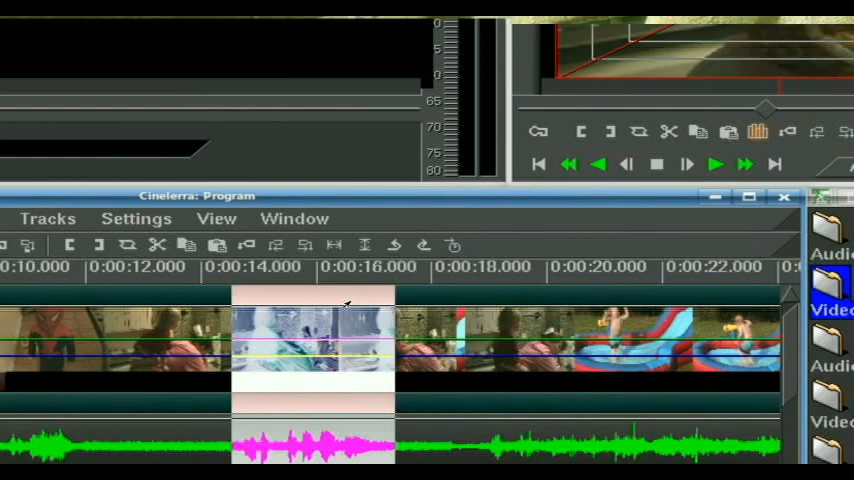 0
5
0
65
70
75
80
Cinelerra: Program
Tracks Settings View Window
0:10.000 0:00:12.000 0:00:14.000 0:00:16.000 0:00:18.000 0:00:20.000 0:00:22.000 0:0
Audio
Video
Audio
Video